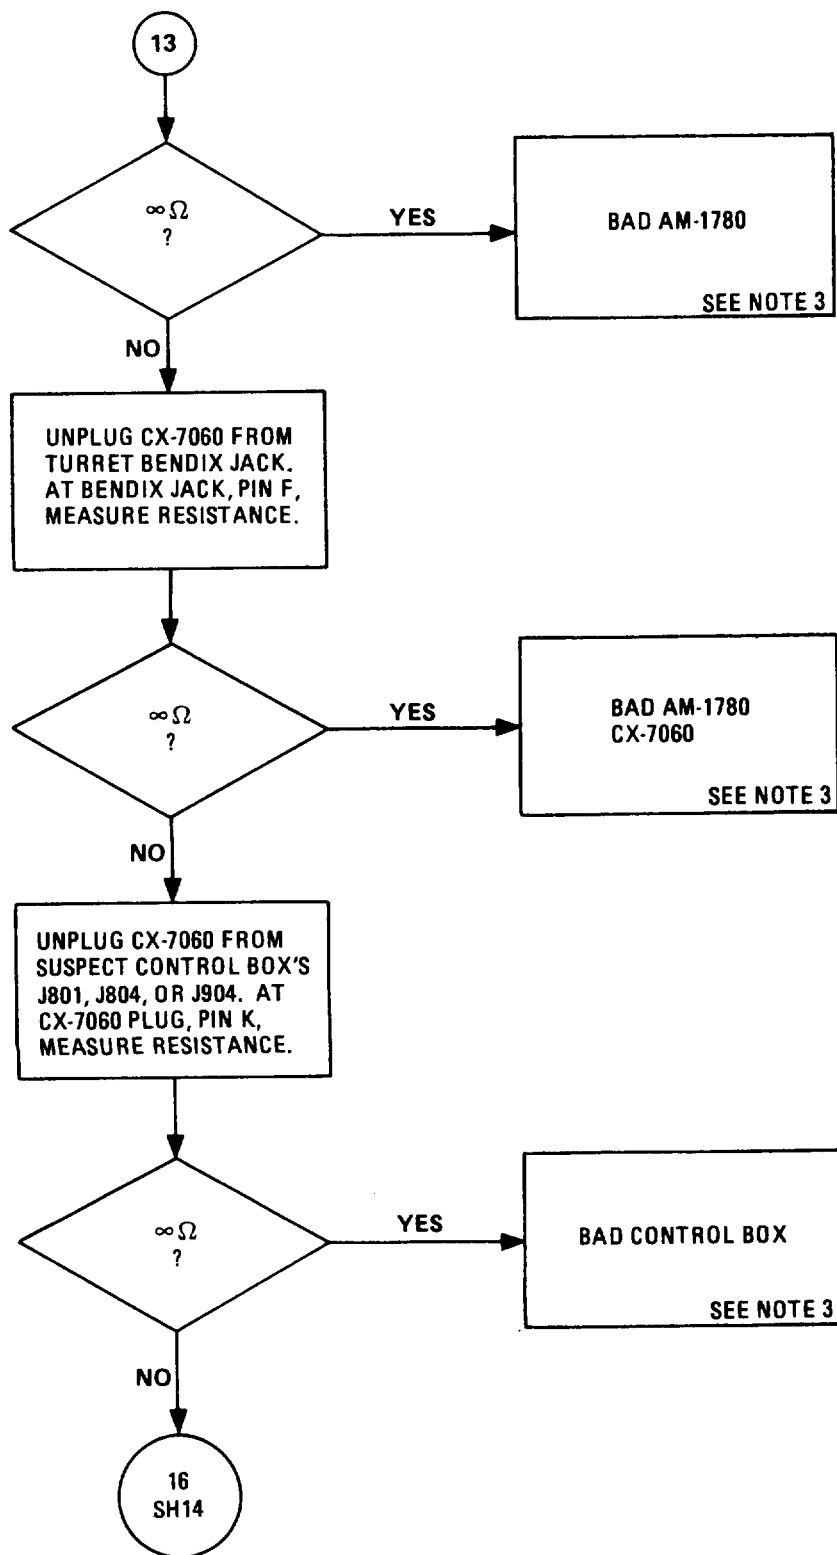 13
∞ Ω
?
YES
BAD AM-1780
SEE NOTE 3
NO
UNPLUG CX-7060 FROM
TURRET BENDIX JACK.
AT BENDIX JACK, PIN F,
MEASURE RESISTANCE.
∞ Ω
?
YES
BAD AM-1780
CX-7060
SEE NOTE 3
NO
UNPLUG CX-7060 FROM
SUSPECT CONTROL BOX'S
J801, J804, OR J904. AT
CX-7060 PLUG, PIN K,
MEASURE RESISTANCE.
∞ Ω
?
YES
BAD CONTROL BOX
SEE NOTE 3
NO
16
SH14